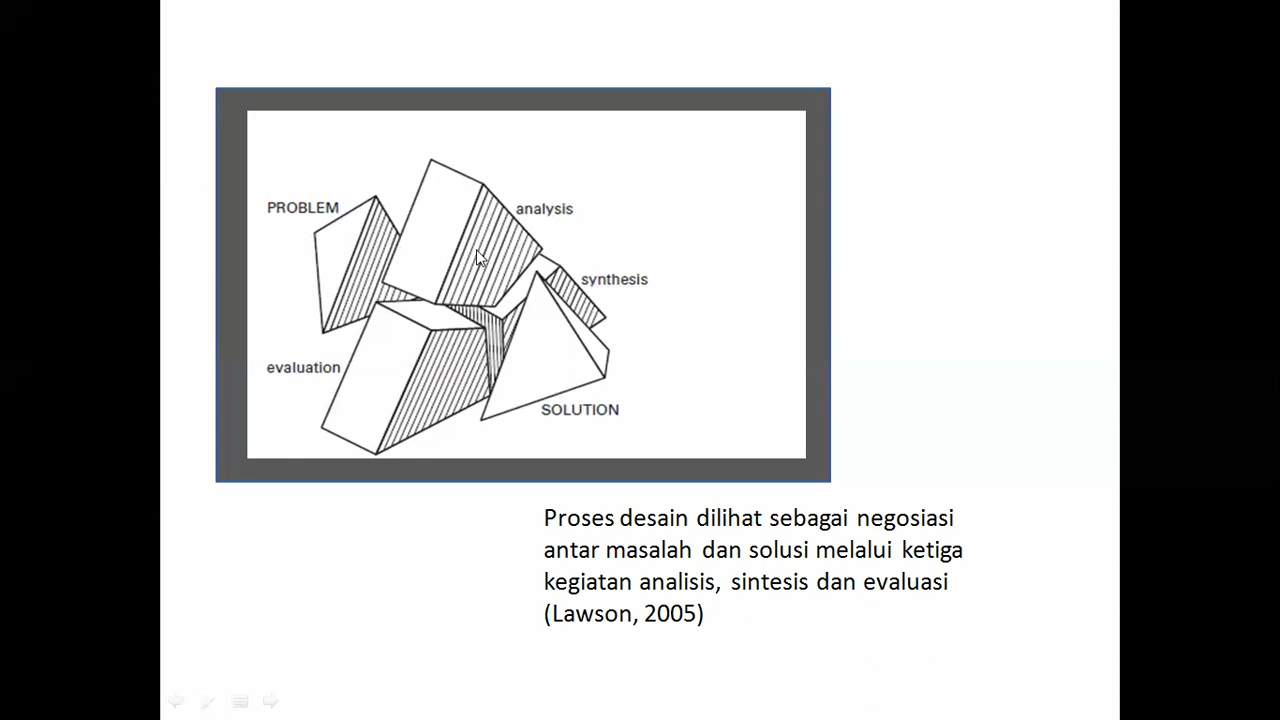 PROBLEM
analysis
synthesis
evaluation
SOLUTION
Proses desain dilihat sebagai negosiasi
antar masalah dan solusi melalui ketiga
kegiatan analisis, sintesis dan evaluasi
(Lawson, 2005)